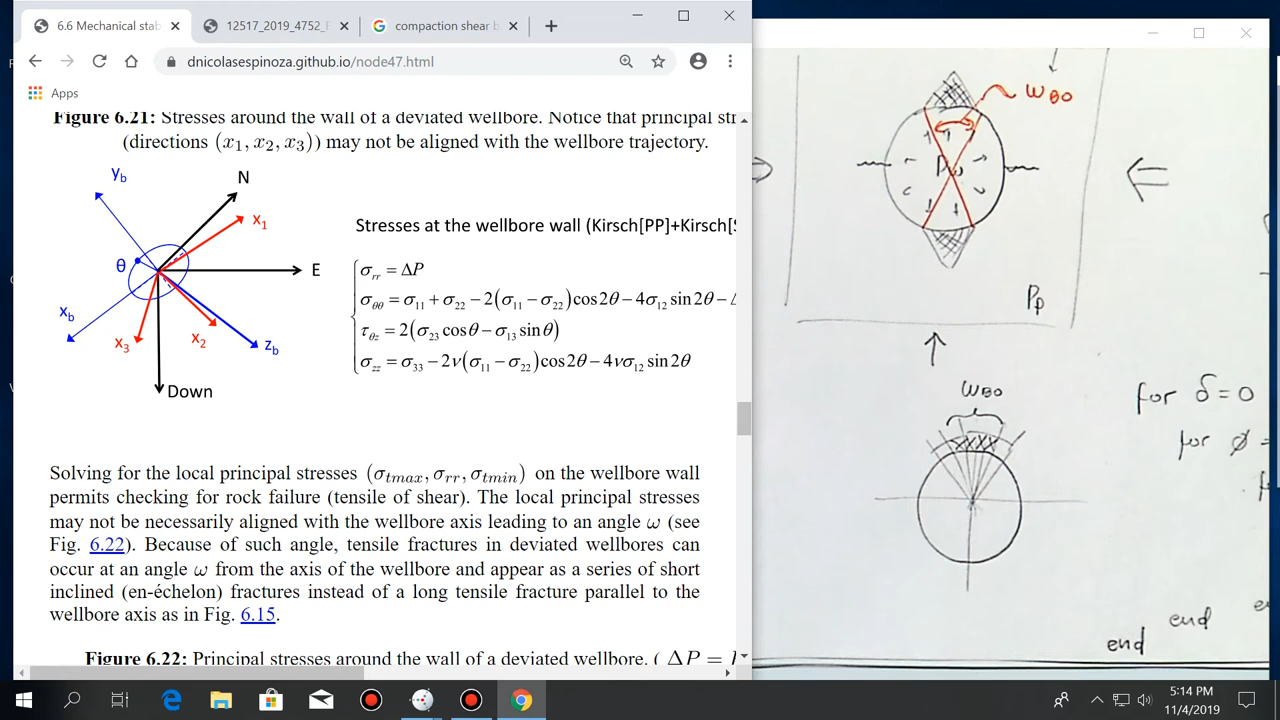 6.6 Mechanical stab
12517_2019_4752_
compaction shear b
dnicolasespinoza.github.io/node47.html
Apps
Figure 6.21: Stresses around the wall of a deviated wellbore. Notice that principal str
(directions (x1, x2, x3)) may not be aligned with the wellbore trajectory.
yb
N
x1
θ
E
xb
x3
x2
zb
Down
Stresses at the wellbore wall (Kirsch[PP]+Kirsch[S
σrr = ΔP
σθθ = σ11 + σ22 − 2(σ11 − σ22)cos2θ − 4σ12 sin2θ − Δ
τθz = 2(σ23 cosθ − σ13 sinθ)
σzz = σ33 − 2ν(σ11 − σ22)cos2θ − 4νσ12 sin2θ
Solving for the local principal stresses (σtmax, σrr, σtmin) on the wellbore wall
permits checking for rock failure (tensile of shear). The local principal stresses
may not be necessarily aligned with the wellbore axis leading to an angle ω (see
Fig. 6.22). Because of such angle, tensile fractures in deviated wellbores can
occur at an angle ω from the axis of the wellbore and appear as a series of short
inclined (en-échelon) fractures instead of a long tensile fracture parallel to the
wellbore axis as in Fig. 6.15.
Figure 6.22: Principal stresses around the wall of a deviated wellbore. ( ΔP =
WBO
Pw
Pp
WBO
for δ = 0
for ϕ =
end
end
5:14 PM
11/4/2019